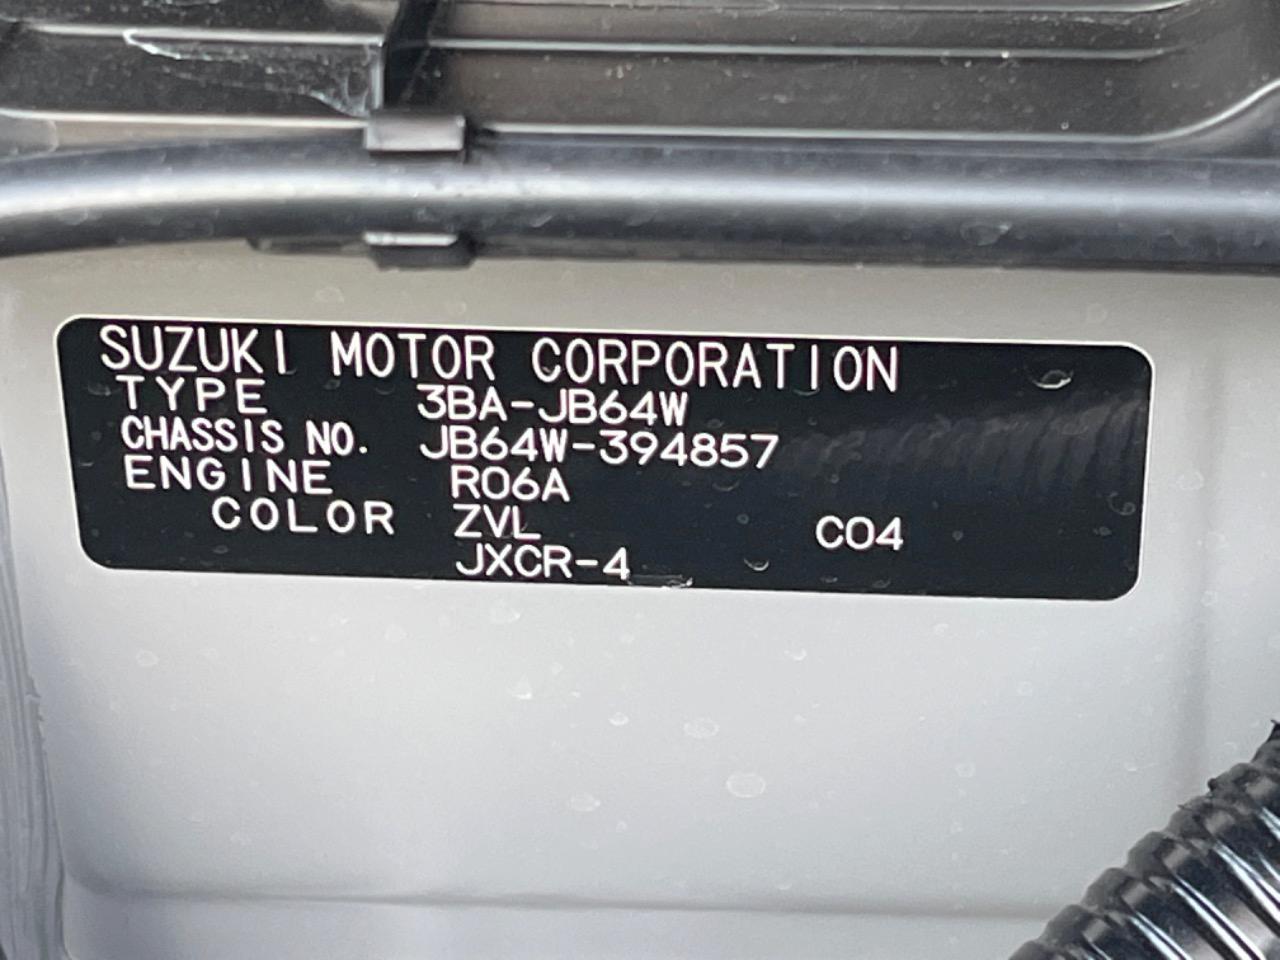 SUZUKI MOTOR CORPORATION
TYPE 3BA-JB64W
CHASSIS NO. JB64W-394857
ENGINE R06A
COLOR ZVL C04
JXCR-4